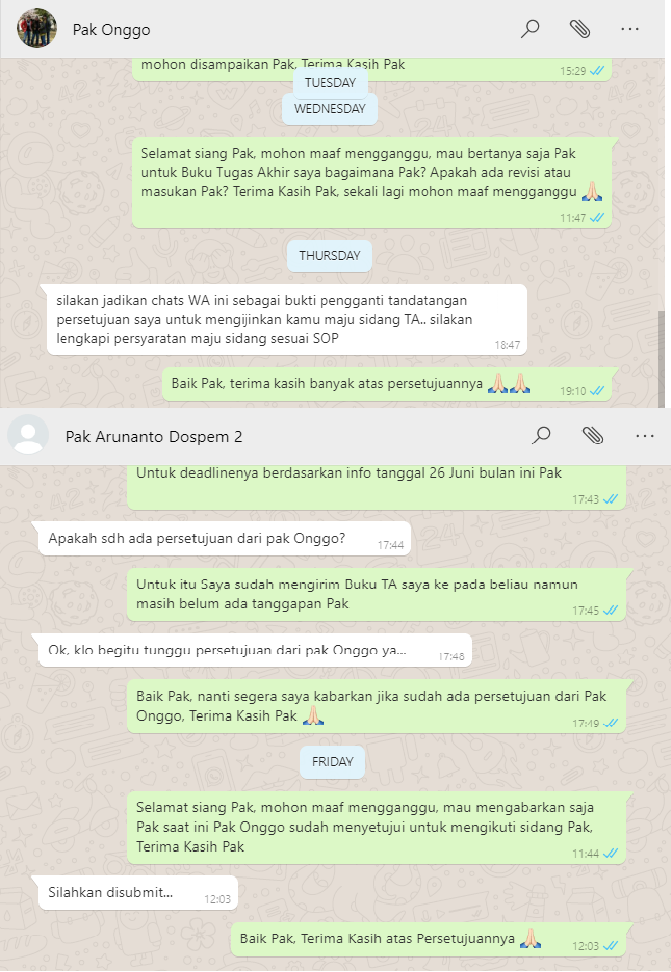 Pak Onggo
mohon disampaikan Pak, Terima Kasih Pak
15:29
TUESDAY
WEDNESDAY
Selamat siang Pak, mohon maaf mengganggu, mau bertanya saja Pak
untuk Buku Tugas Akhir saya bagaimana Pak? Apakah ada revisi atau
masukan Pak? Terima Kasih Pak, sekali lagi mohon maaf mengganggu 🙏🏻
11:47
THURSDAY
silakan jadikan chats WA ini sebagai bukti pengganti tandatangan
persetujuan saya untuk mengijinkan kamu maju sidang TA.. silakan
lengkapi persyaratan maju sidang sesuai SOP
18:47
Baik Pak, terima kasih banyak atas persetujuannya 🙏🏻🙏🏻
19:10
Pak Arunanto Dospem 2
Untuk deadlinenya berdasarkan info tanggal 26 Juni bulan ini Pak
17:43
Apakah sdh ada persetujuan dari pak Onggo?
17:44
Untuk itu Saya sudah mengirim Buku TA saya ke pada beliau namun
masih belum ada tanggapan Pak
17:45
Ok, klo begitu tunggu persetujuan dari pak Onggo ya...
17:48
Baik Pak, nanti segera saya kabarkan jika sudah ada persetujuan dari Pak
Onggo, Terima Kasih Pak 🙏🏻
17:49
FRIDAY
Selamat siang Pak, mohon maaf mengganggu, mau mengabarkan saja
Pak saat ini Pak Onggo sudah menyetujui untuk mengikuti sidang Pak,
Terima Kasih Pak
11:44
Silahkan disubmit...
12:03
Baik Pak, Terima Kasih atas Persetujuannya 🙏🏻
12:03